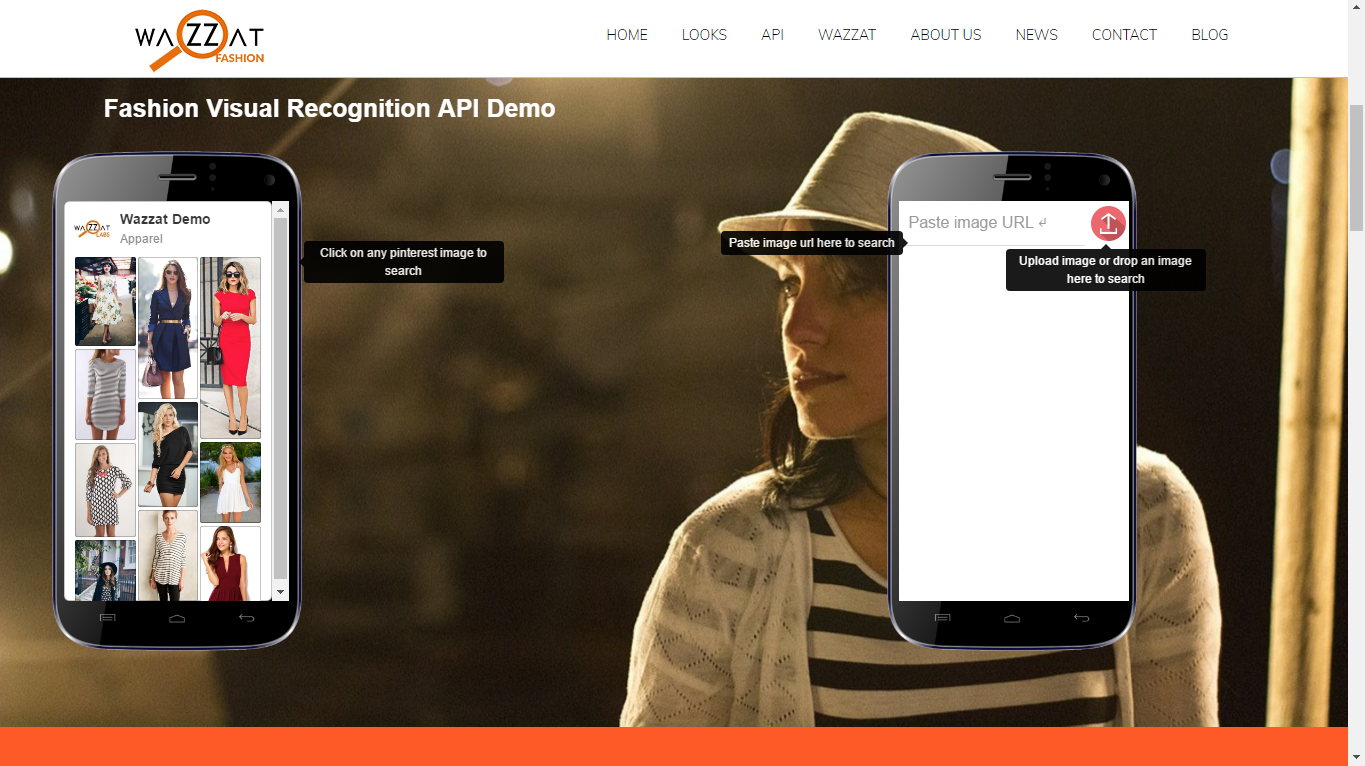 WAZZAT
FASHION
HOME
LOOKS
API
WAZZAT
ABOUT US
NEWS
CONTACT
BLOG
Fashion Visual Recognition API Demo
WAZZAT
LABS
Wazzat Demo
Apparel
Click on any pinterest image to
search
Paste image url here to search
Paste image URL ↲
Upload image or drop an image
here to search